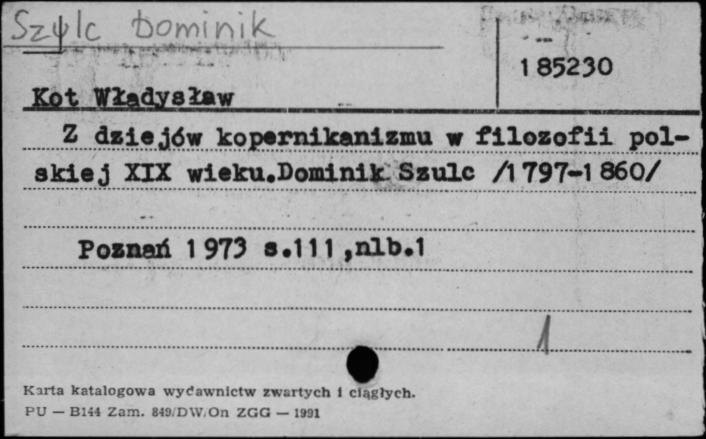 Szulc Dominik
185230
Kot Władysław
Z dziejów kopernikanizmu w filozofii pol-
skiej XIX wieku.Dominik Szulc /1797-1860/
Poznań 1973 s.111,nlb.1
1
Karta katalogowa wydawnictw zwartych i ciągłych.
PU — B144 Zam. 849/DW/On ZGG — 1991